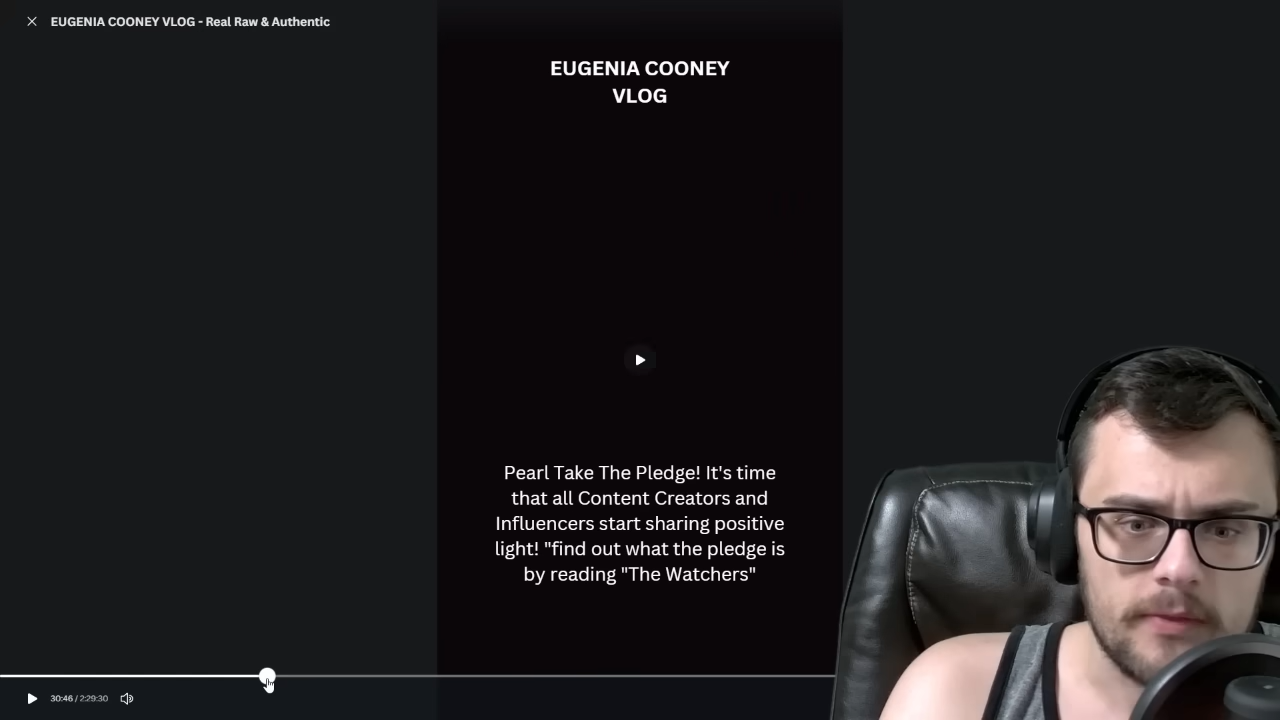 EUGENIA COONEY VLOG - Real Raw & Authentic
EUGENIA COONEY
VLOG
Pearl Take The Pledge! It's time
that all Content Creators and
Influencers start sharing positive
light! "find out what the pledge is
by reading "The Watchers"
30:46 / 2:29:30